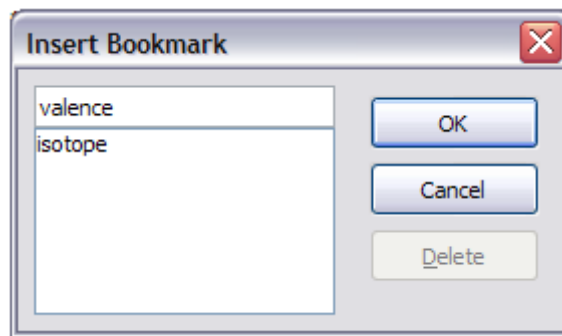 Insert Bookmark
valence
isotope
OK
Cancel
Delete